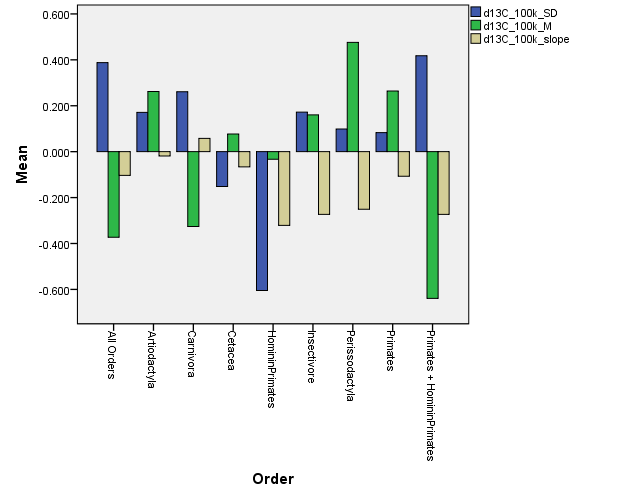 0.600
0.400
0.200
0.000
-0.200
-0.400
-0.600
Mean
d13C_100k_SD
d13C_100k_M
d13C_100k_slope
All Orders
Artiodactyla
Carnivora
Cetacea
HomininPrimates
Insectivore
Perissodactyla
Primates
Primates + HomininPrimates
Order